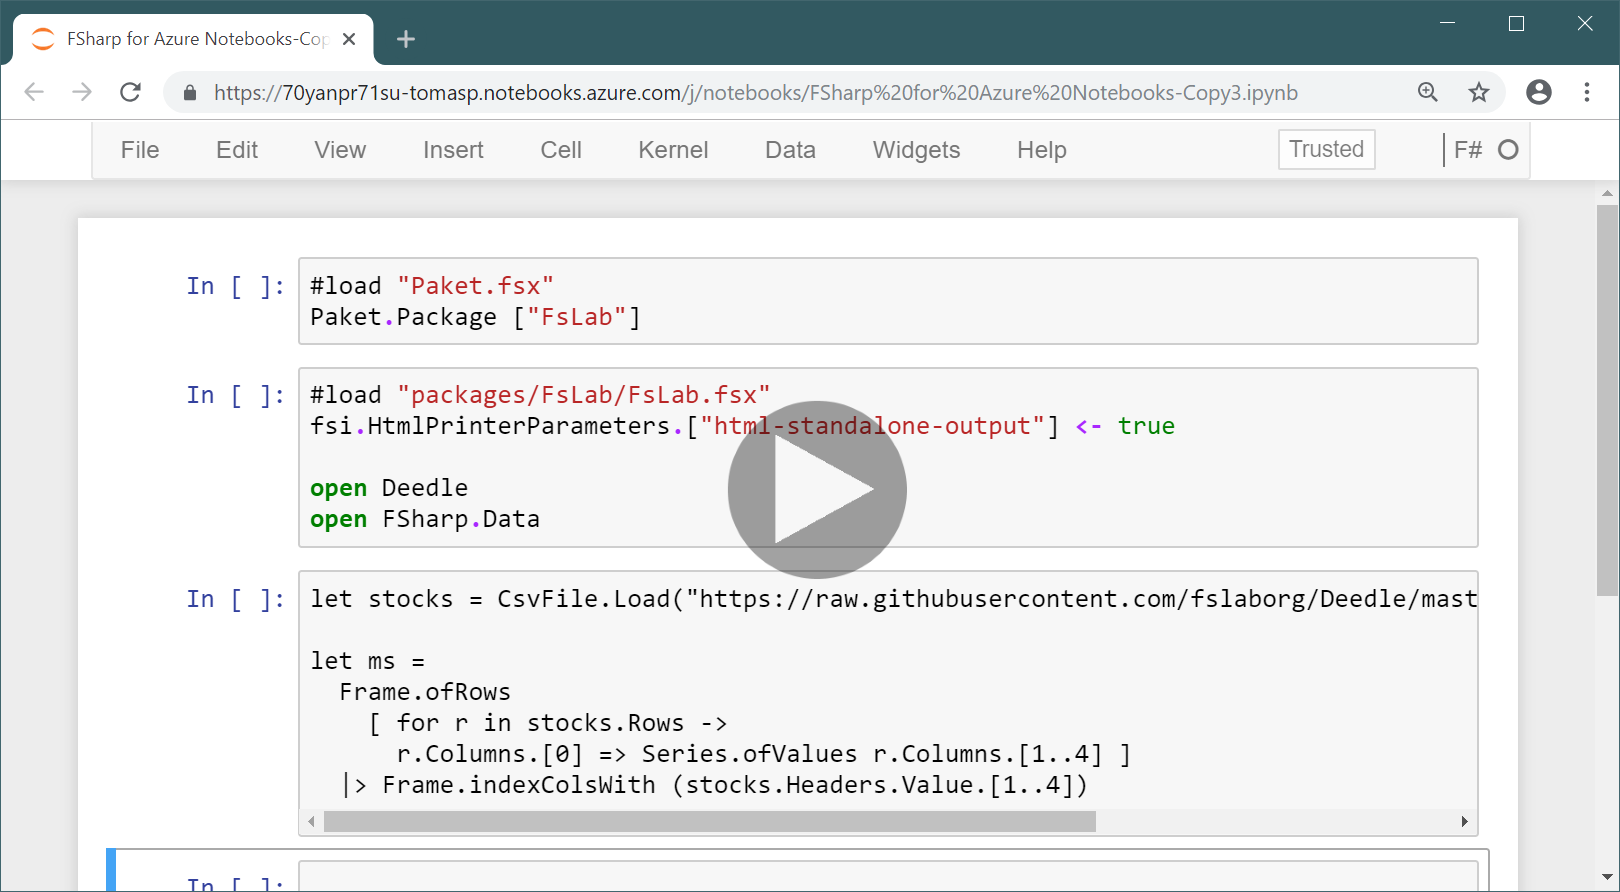 FSharp for Azure Notebooks-Cop
https://70yanpr71su-tomasp.notebooks.azure.com/j/notebooks/FSharp%20for%20Azure%20Notebooks-Copy3.ipynb
File Edit View Insert Cell Kernel Data Widgets Help Trusted F#
In [ ]: #load "Paket.fsx"
Paket.Package ["FsLab"]
In [ ]: #load "packages/FsLab/FsLab.fsx"
fsi.HtmlPrinterParameters.["html-standalone-output"] <- true
open Deedle
open FSharp.Data
In [ ]: let stocks = CsvFile.Load("https://raw.githubusercontent.com/fslaborg/Deedle/mast
let ms =
Frame.ofRows
[ for r in stocks.Rows ->
r.Columns.[0] => Series.ofValues r.Columns.[1..4] ]
|> Frame.indexColsWith (stocks.Headers.Value.[1..4])
In [ ]: